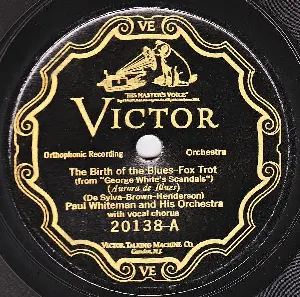 VE
"HIS MASTER'S VOICE"
VICTOR
Orthophonic Recording Orchestra
The Birth of the Blues-Fox Trot
(from "George White's Scandals")
(Aurora de Blues)
(De Sylva-Brown-Henderson)
Paul Whiteman and His Orchestra
with vocal chorus
20138-A
VICTOR TALKING MACHINE CO.
Camden, N.J.
VE
VE